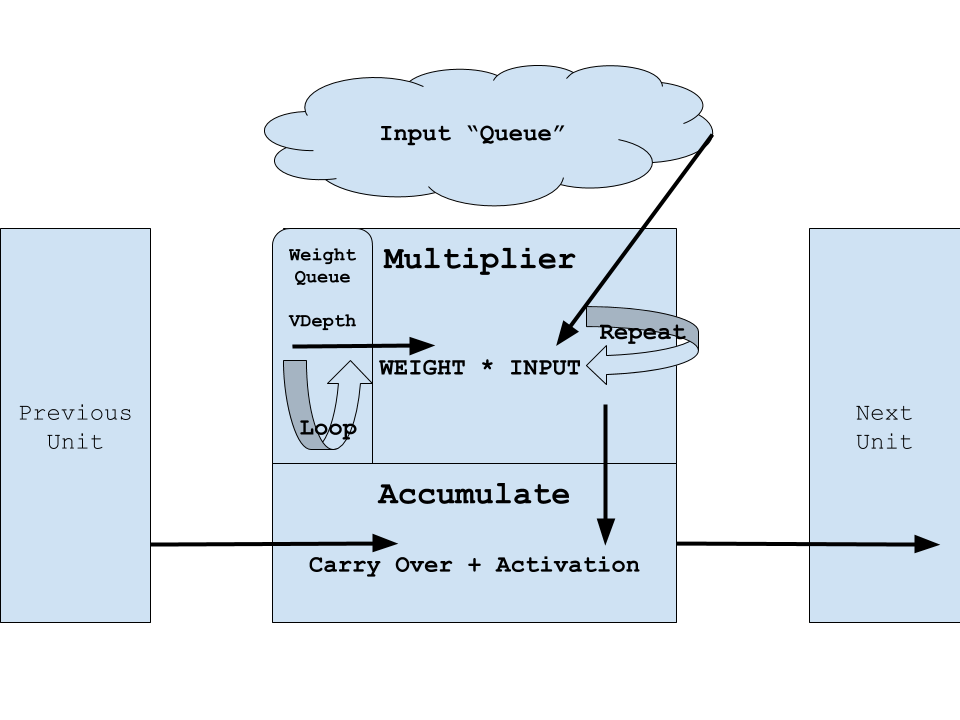 Input “Queue”
Weight
Queue
VDepth
Multiplier
Repeat
WEIGHT * INPUT
Loop
Previous
Unit
Next
Unit
Accumulate
Carry Over + Activation